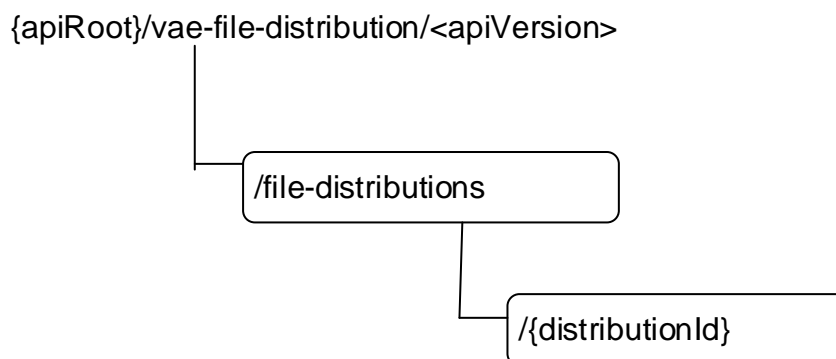 {apiRoot}/vae-file-distribution/<apiVersion>
/file-distributions
/{distributionId}